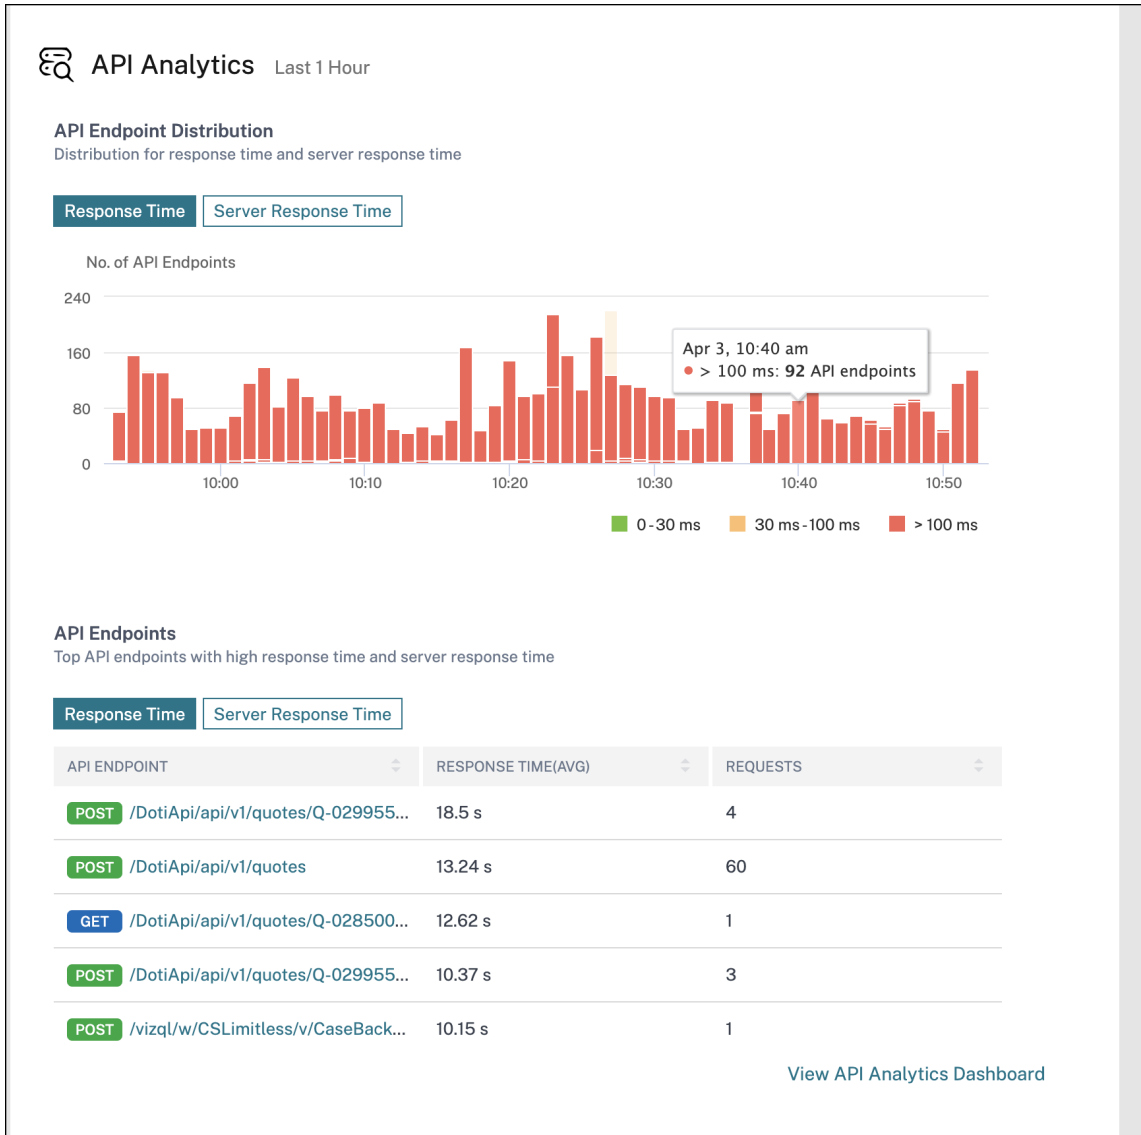 API Analytics Last 1 Hour
API Endpoint Distribution
Distribution for response time and server response time
Response Time Server Response Time
No. of API Endpoints
240
160
80
0
Apr 3, 10:40 am
> 100 ms: 92 API endpoints
10:00 10:10 10:20 10:30 10:40 10:50
0-30 ms 30 ms-100 ms > 100 ms
API Endpoints
Top API endpoints with high response time and server response time
Response Time Server Response Time
API ENDPOINT RESPONSE TIME(AVG) REQUESTS
POST /DotiApi/api/v1/quotes/Q-029955... 18.5 s 4
POST /DotiApi/api/v1/quotes 13.24 s 60
GET /DotiApi/api/v1/quotes/Q-028500... 12.62 s 1
POST /DotiApi/api/v1/quotes/Q-029955... 10.37 s 3
POST /vizql/w/CSLimitless/v/CaseBack... 10.15 s 1
View API Analytics Dashboard